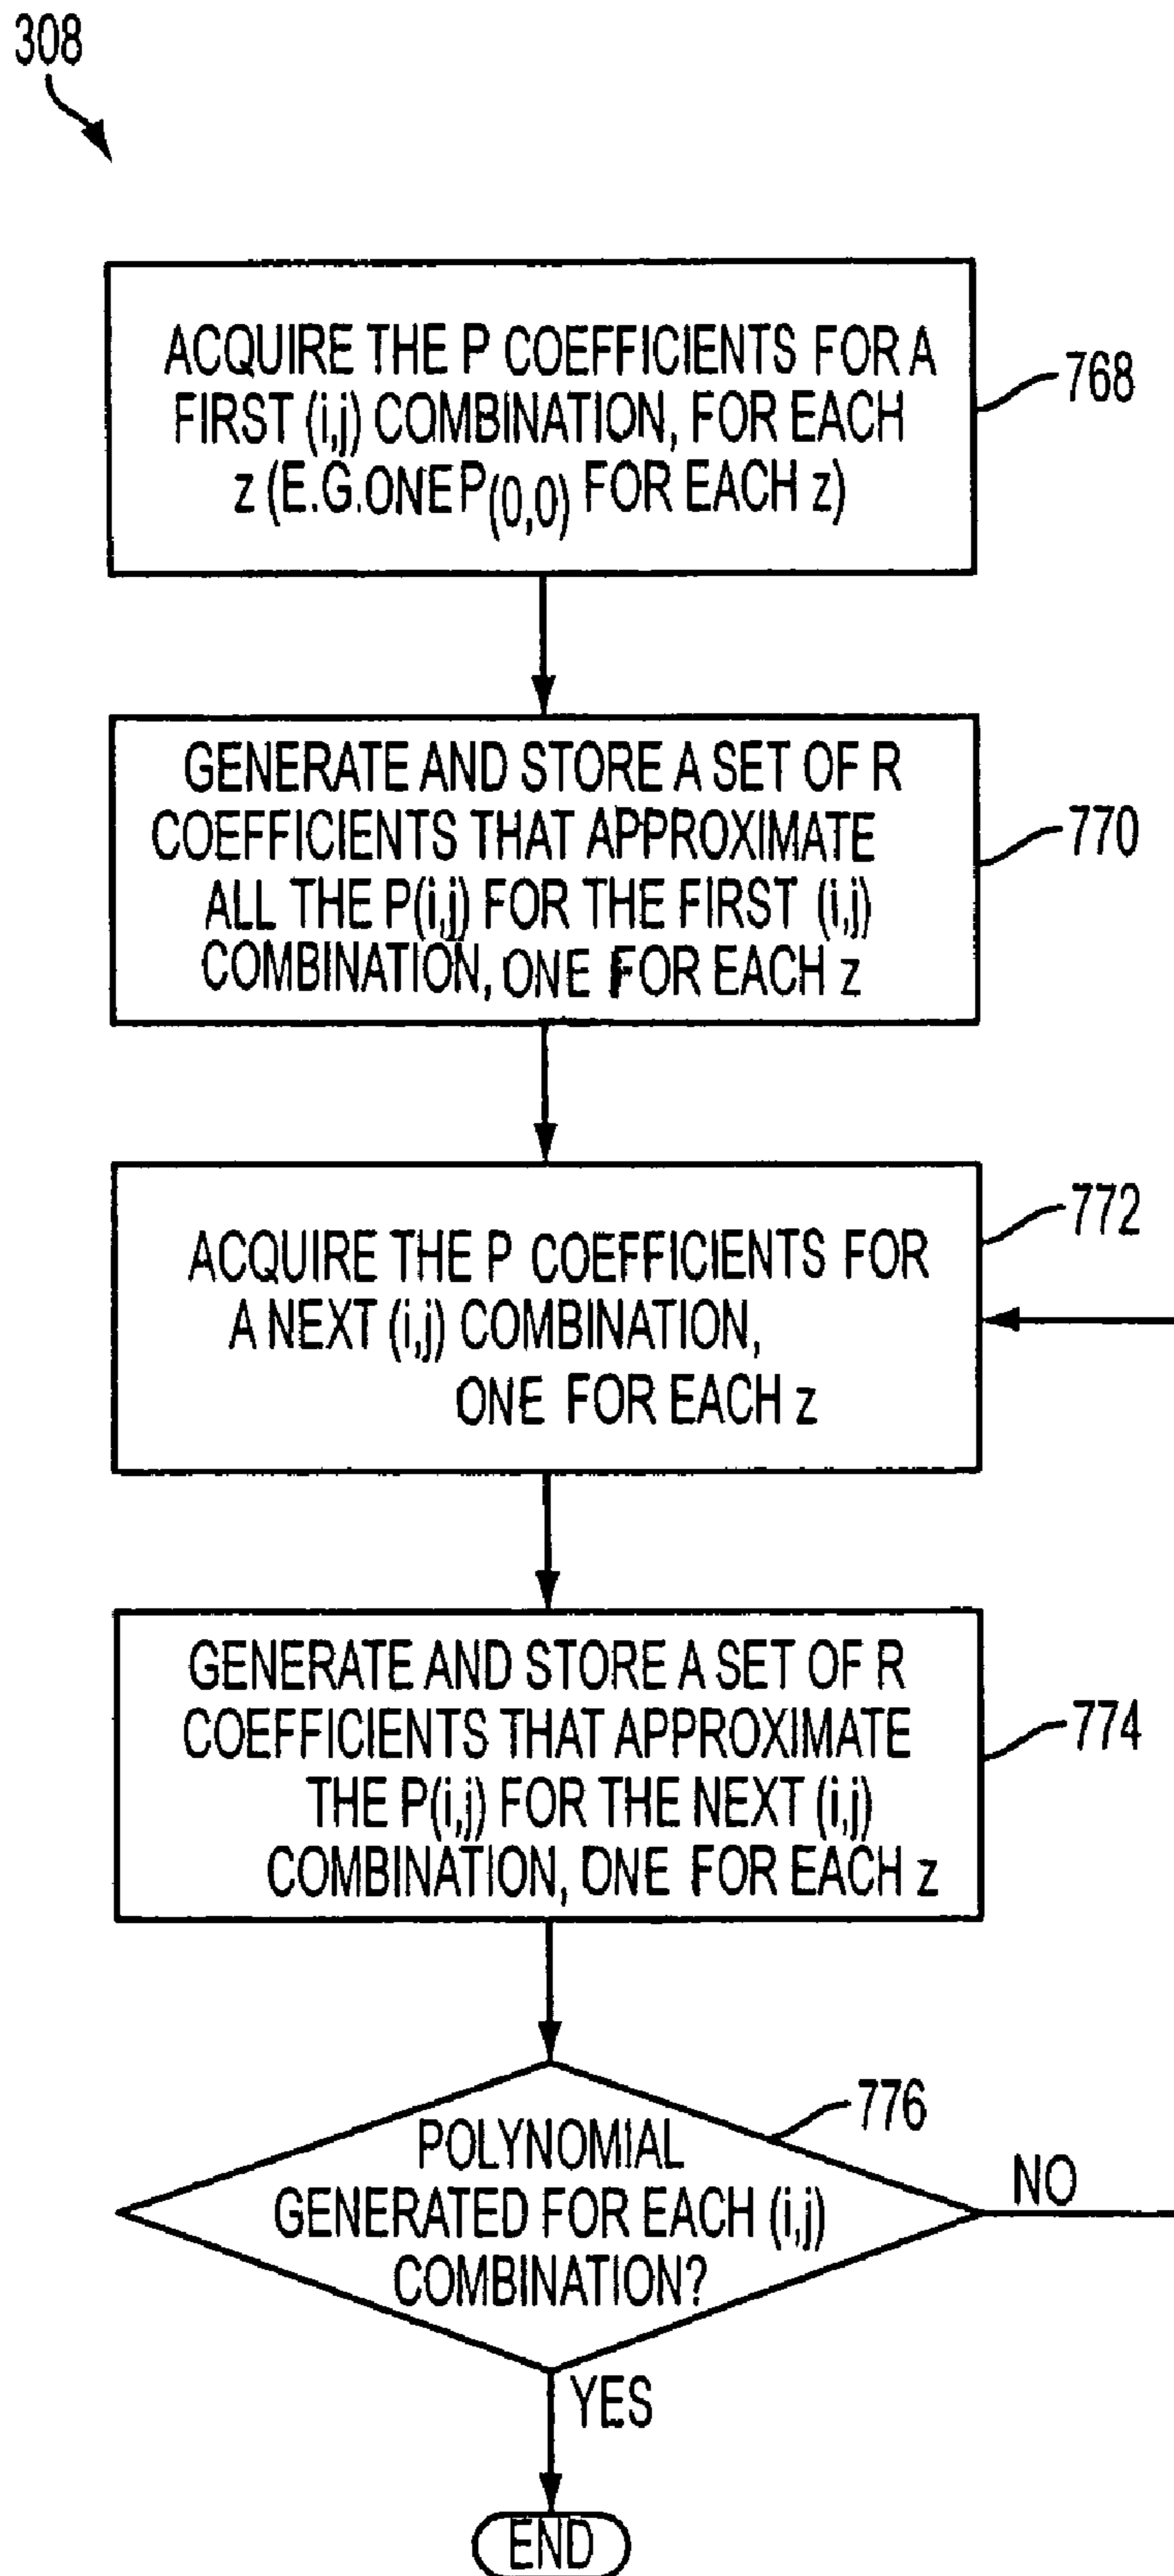 308
ACQUIRE THE P COEFFICIENTS FOR A
FIRST (i,j) COMBINATION, FOR EACH
z (E.G. ONE P(0,0) FOR EACH z)
768
GENERATE AND STORE A SET OF R
COEFFICIENTS THAT APPROXIMATE
ALL THE P(i,j) FOR THE FIRST (i,j)
COMBINATION, ONE FOR EACH z
770
ACQUIRE THE P COEFFICIENTS FOR
A NEXT (i,j) COMBINATION,
ONE FOR EACH z
772
GENERATE AND STORE A SET OF R
COEFFICIENTS THAT APPROXIMATE
THE P(i,j) FOR THE NEXT (i,j)
COMBINATION, ONE FOR EACH z
774
POLYNOMIAL
GENERATED FOR EACH (i,j)
COMBINATION?
776
NO
YES
END